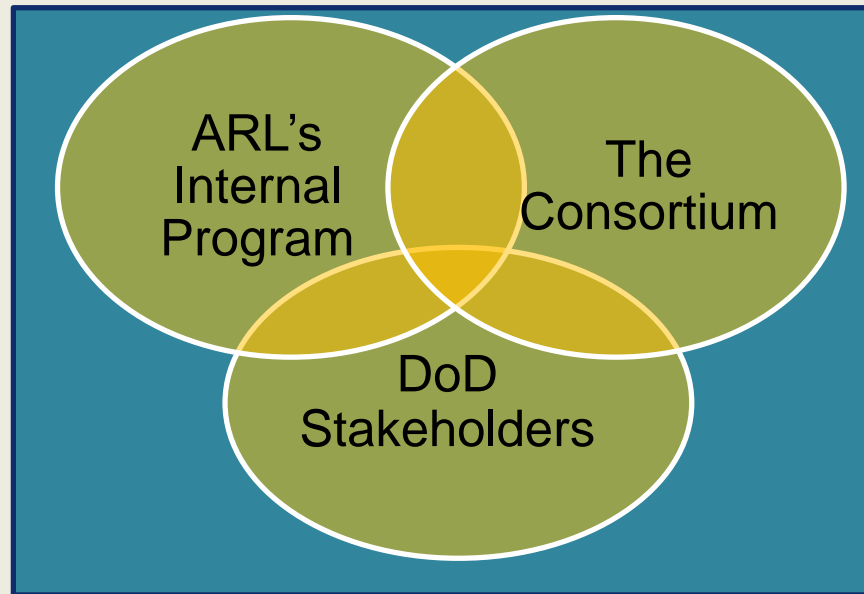 ARL’s
Internal
Program
The
Consortium
DoD
Stakeholders